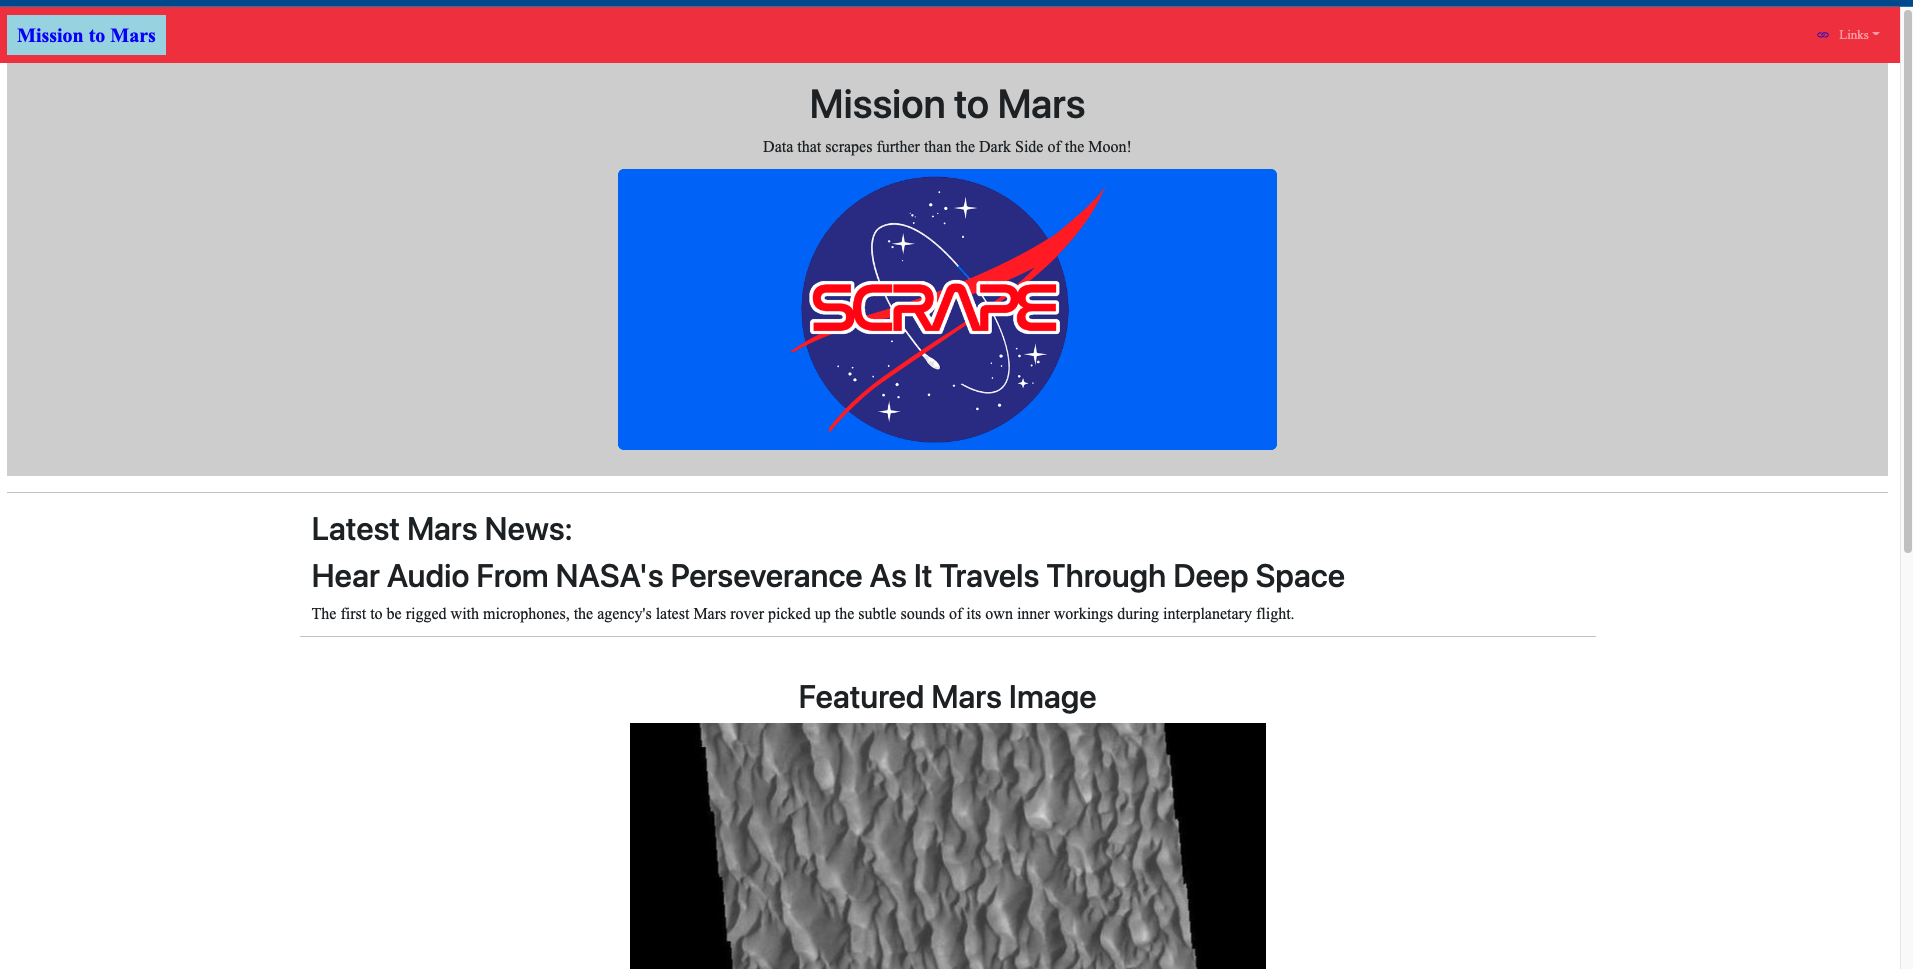 Mission to Mars
Links
Mission to Mars
Data that scrapes further than the Dark Side of the Moon!
SCRAPE
Latest Mars News:
Hear Audio From NASA's Perseverance As It Travels Through Deep Space
The first to be rigged with microphones, the agency's latest Mars rover picked up the subtle sounds of its own inner workings during interplanetary flight.
Featured Mars Image